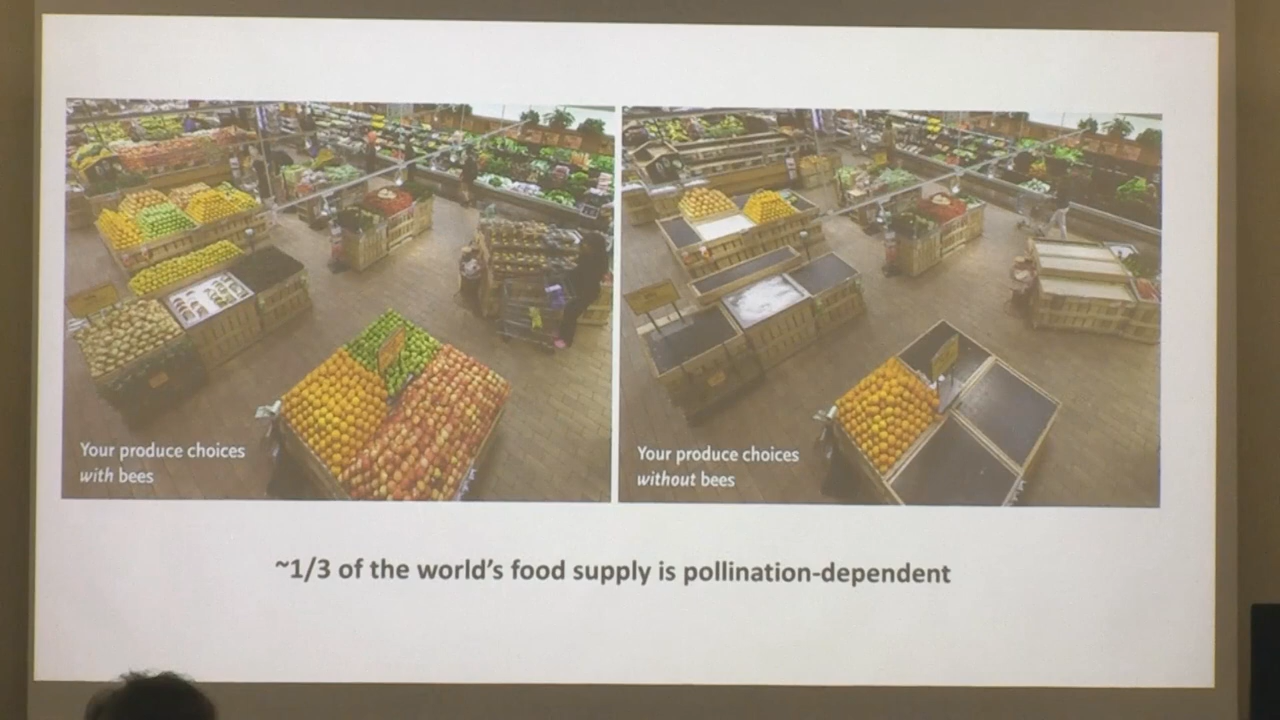 Your produce choices
with bees
Your produce choices
without bees
~1/3 of the world's food supply is pollination-dependent